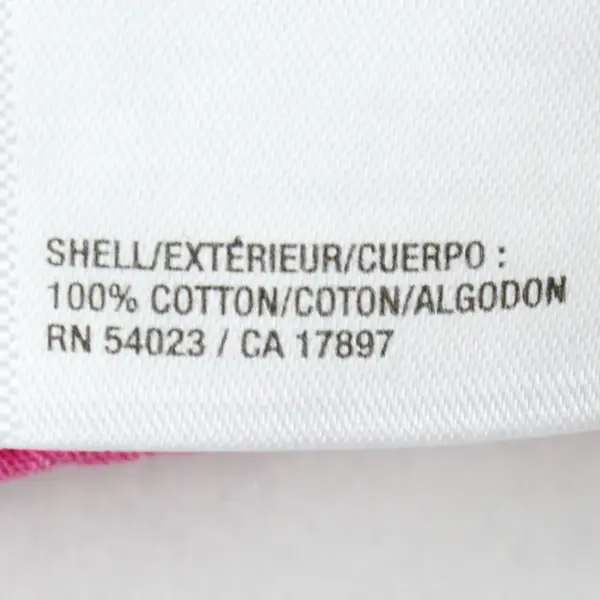 SHELL/EXTÉRIEUR/CUERPO :
100% COTTON/COTON/ALGODON
RN 54023 / CA 17897